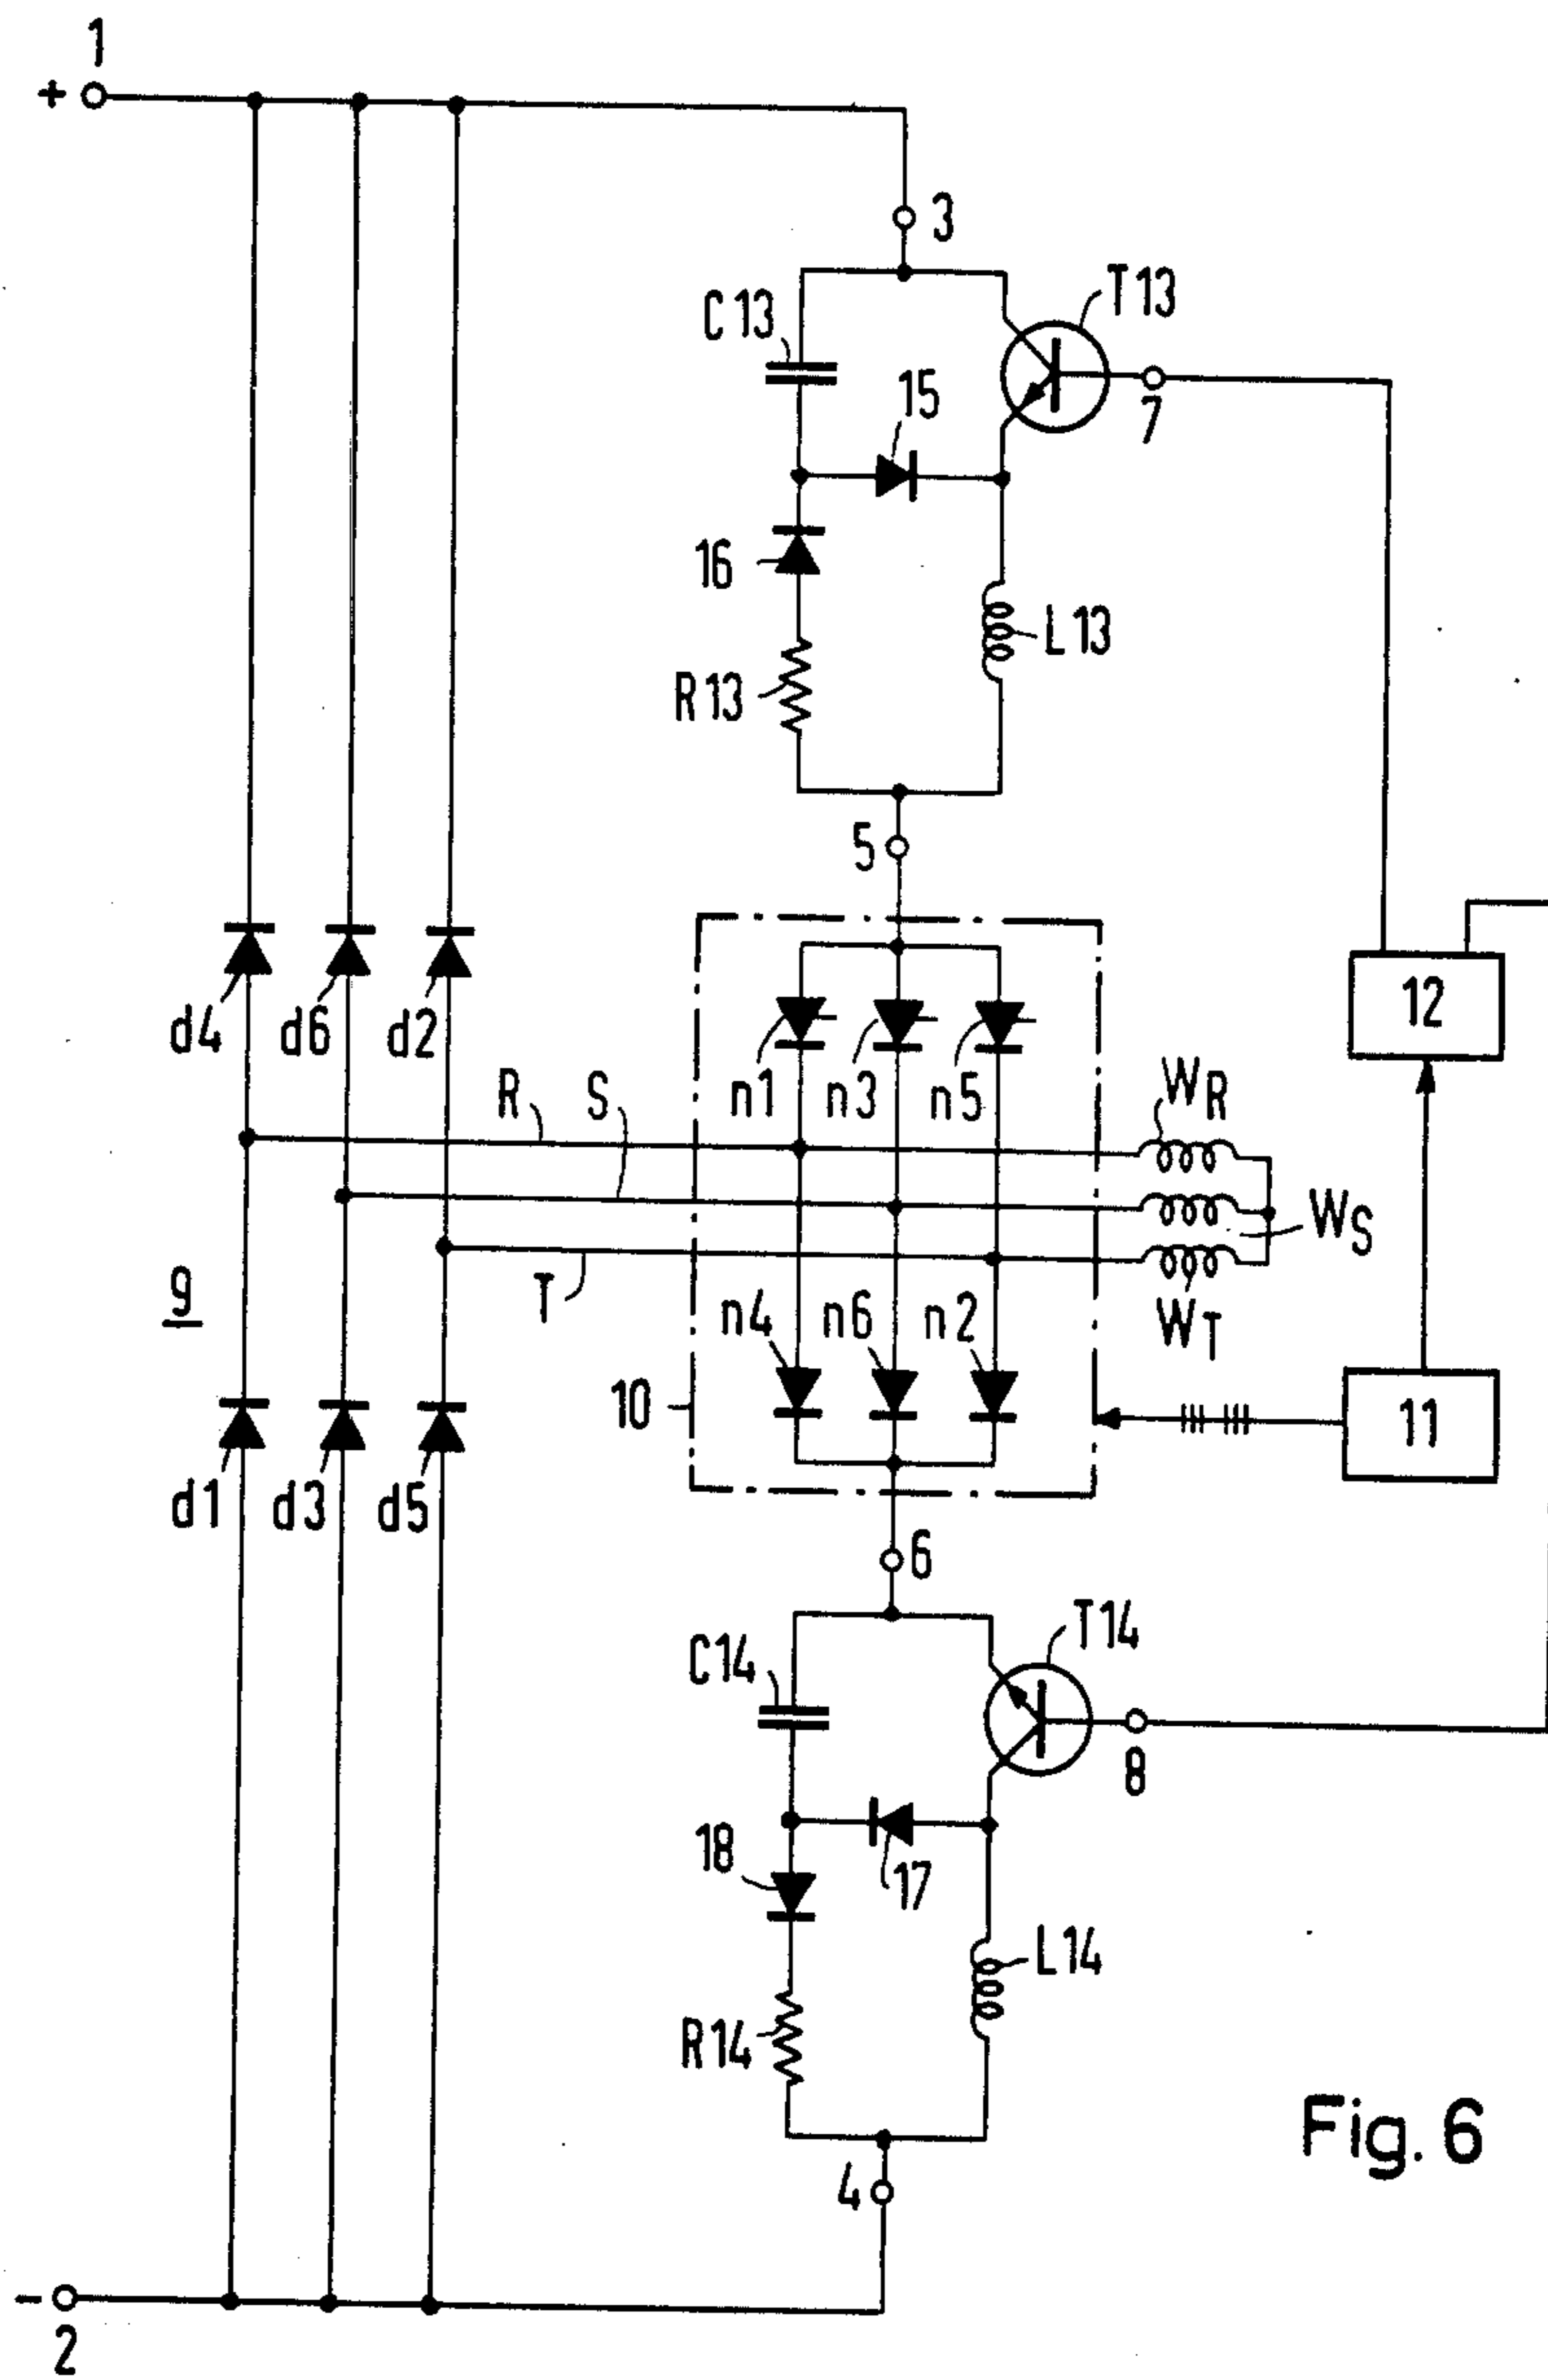 1
+
3
C13
T13
15
7
16
L13
R13
5
d4
d6
d2
12
n1
n3
n5
R
S
WR
WS
T
WT
9
n4
n6
n2
10
11
d1
d3
d5
6
C14
T14
8
18
17
L14
R14
Fig. 6
4
-
2